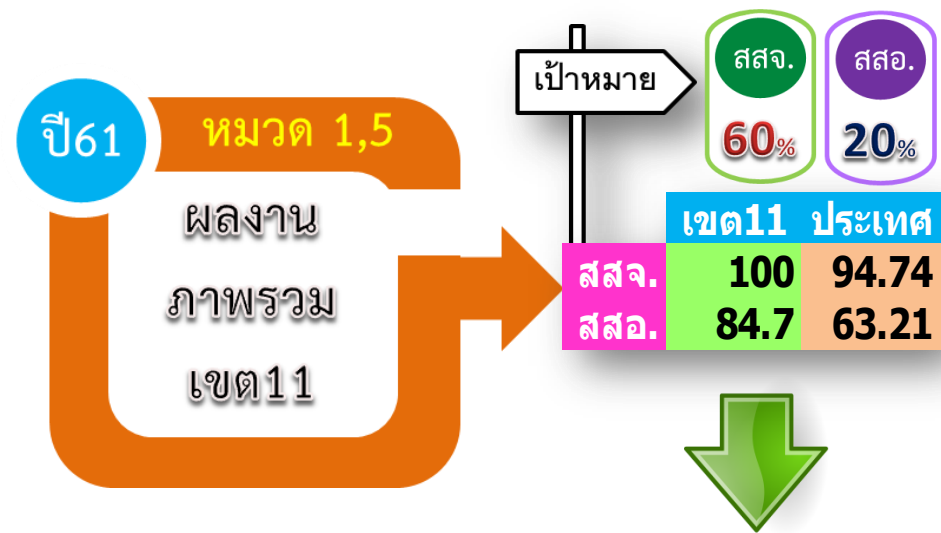 ปี61
หมวด 1,5
ผลงาน
ภาพรวม
เขต11
เป้าหมาย
สสจ.
60%
สสอ.
20%
เขต11 ประเทศ
สสจ. 100 94.74
สสอ. 84.7 63.21